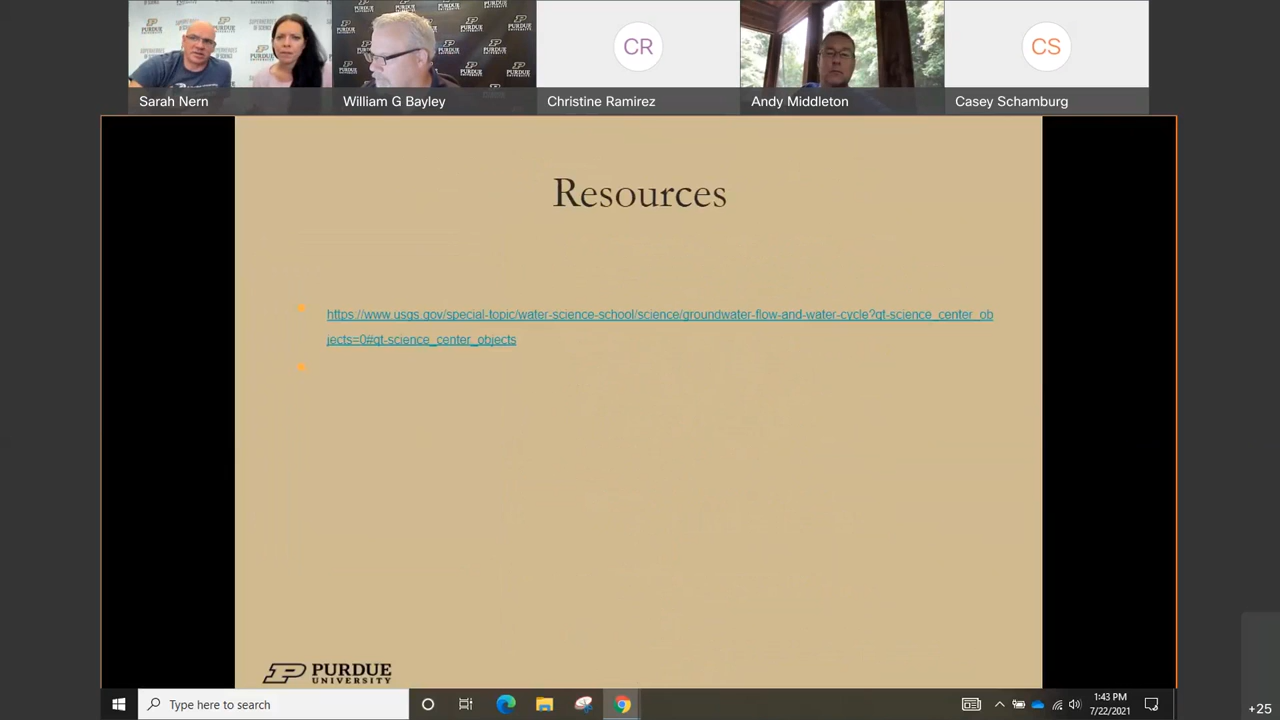 CR
CS
Sarah Nern
William G Bayley
Christine Ramirez
Andy Middleton
Casey Schamburg
Resources
https://www.usgs.gov/special-topic/water-science-school/science/groundwater-flow-and-water-cycle?qt-science_center_ob
jects=0#qt-science_center_objects
PURDUE
UNIVERSITY
Type here to search
1:43 PM
7/22/2021
+25